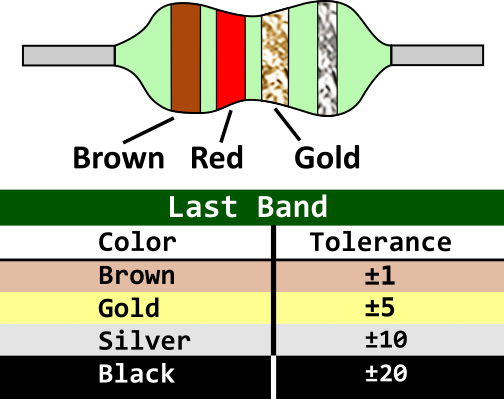 Brown Red Gold
Last Band
Color Tolerance
Brown ±1
Gold ±5
Silver ±10
Black ±20